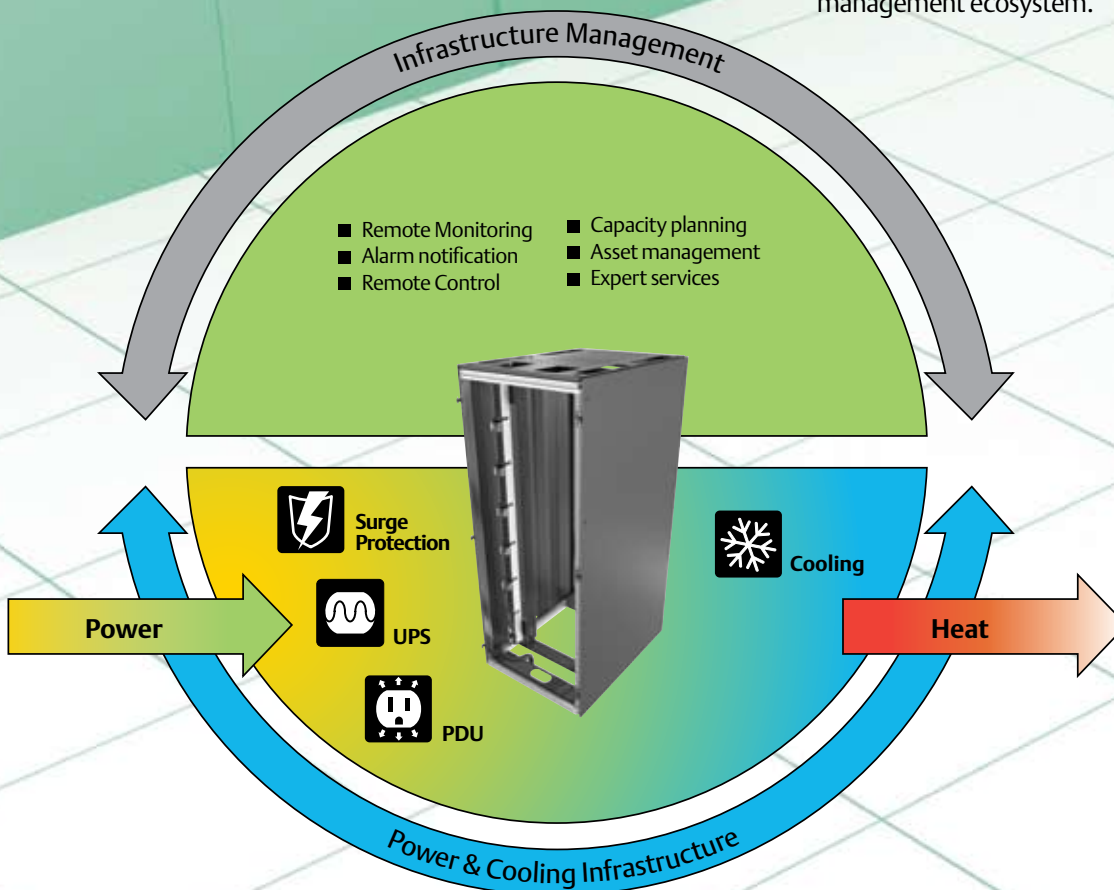 management ecosystem.
Infrastructure Management
Remote Monitoring
Alarm notification
Remote Control
Capacity planning
Asset management
Expert services
Surge
Protection
Cooling
Power
UPS
Heat
PDU
Power & Cooling Infrastructure